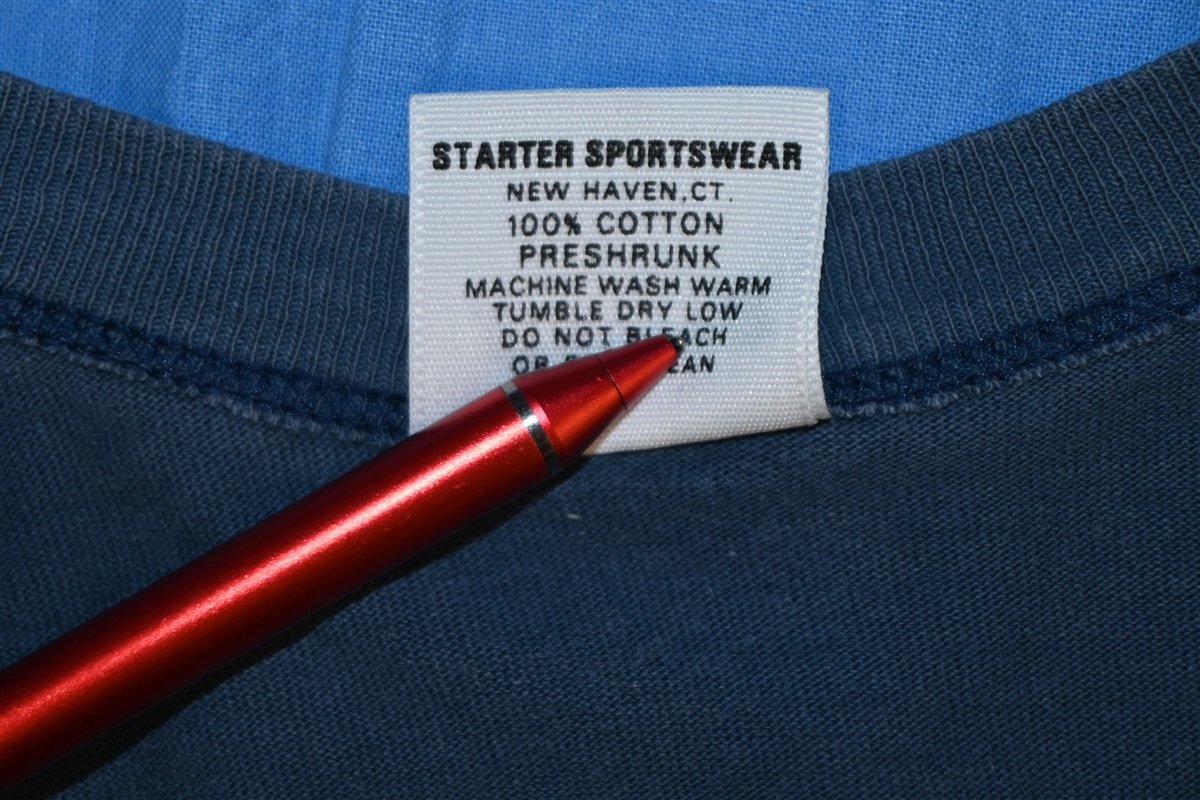 STARTER SPORTSWEAR
NEW HAVEN, CT.
100% COTTON
PRESHRUNK
MACHINE WASH WARM
TUMBLE DRY LOW
DO NOT BLEACH
OR